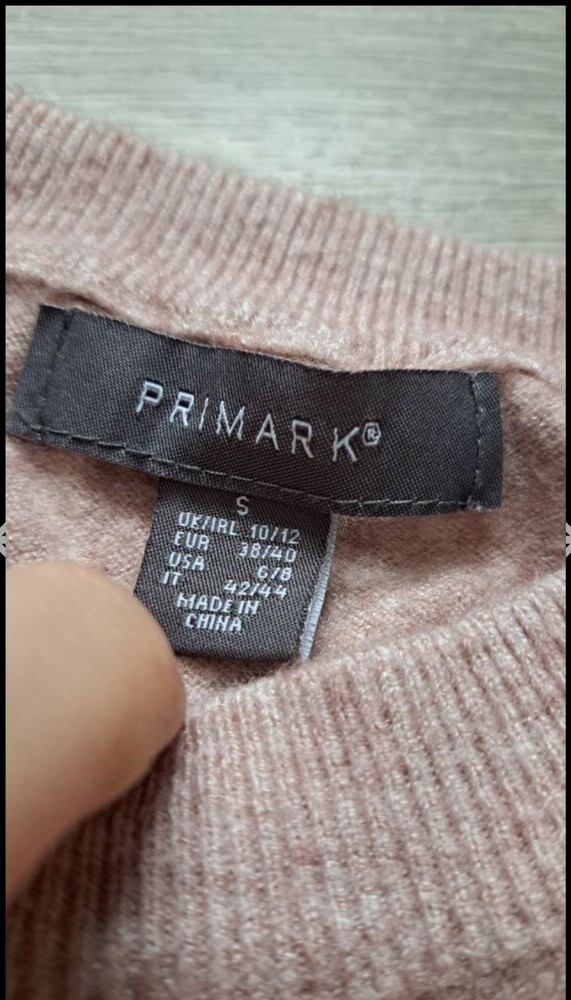 PRIMARK®
S
UK/IRL 10/12
EUR 38/40
USA 6/8
IT 42/44
MADE IN
CHINA